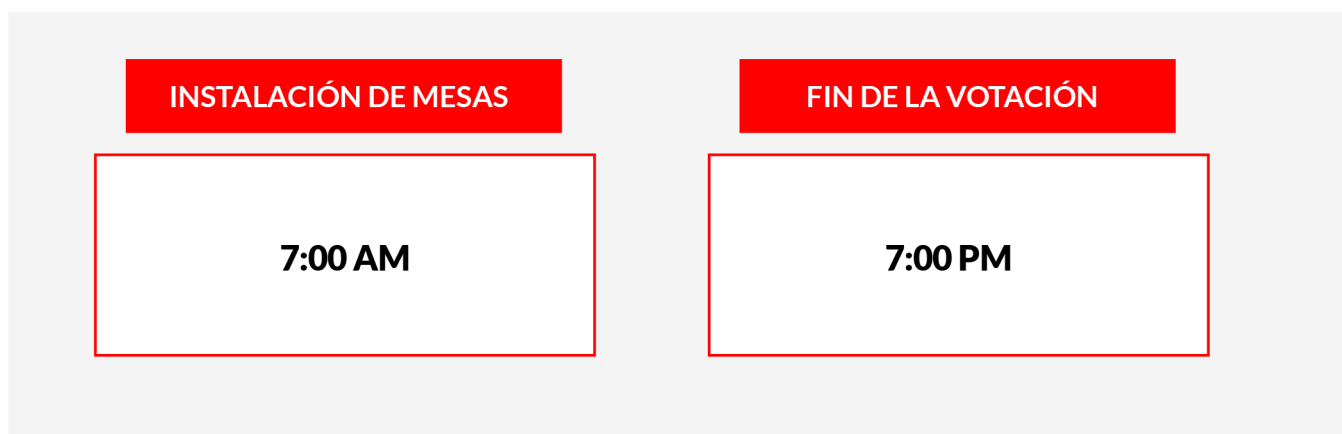 INSTALACIÓN DE MESAS
FIN DE LA VOTACIÓN
7:00 AM
7:00 PM